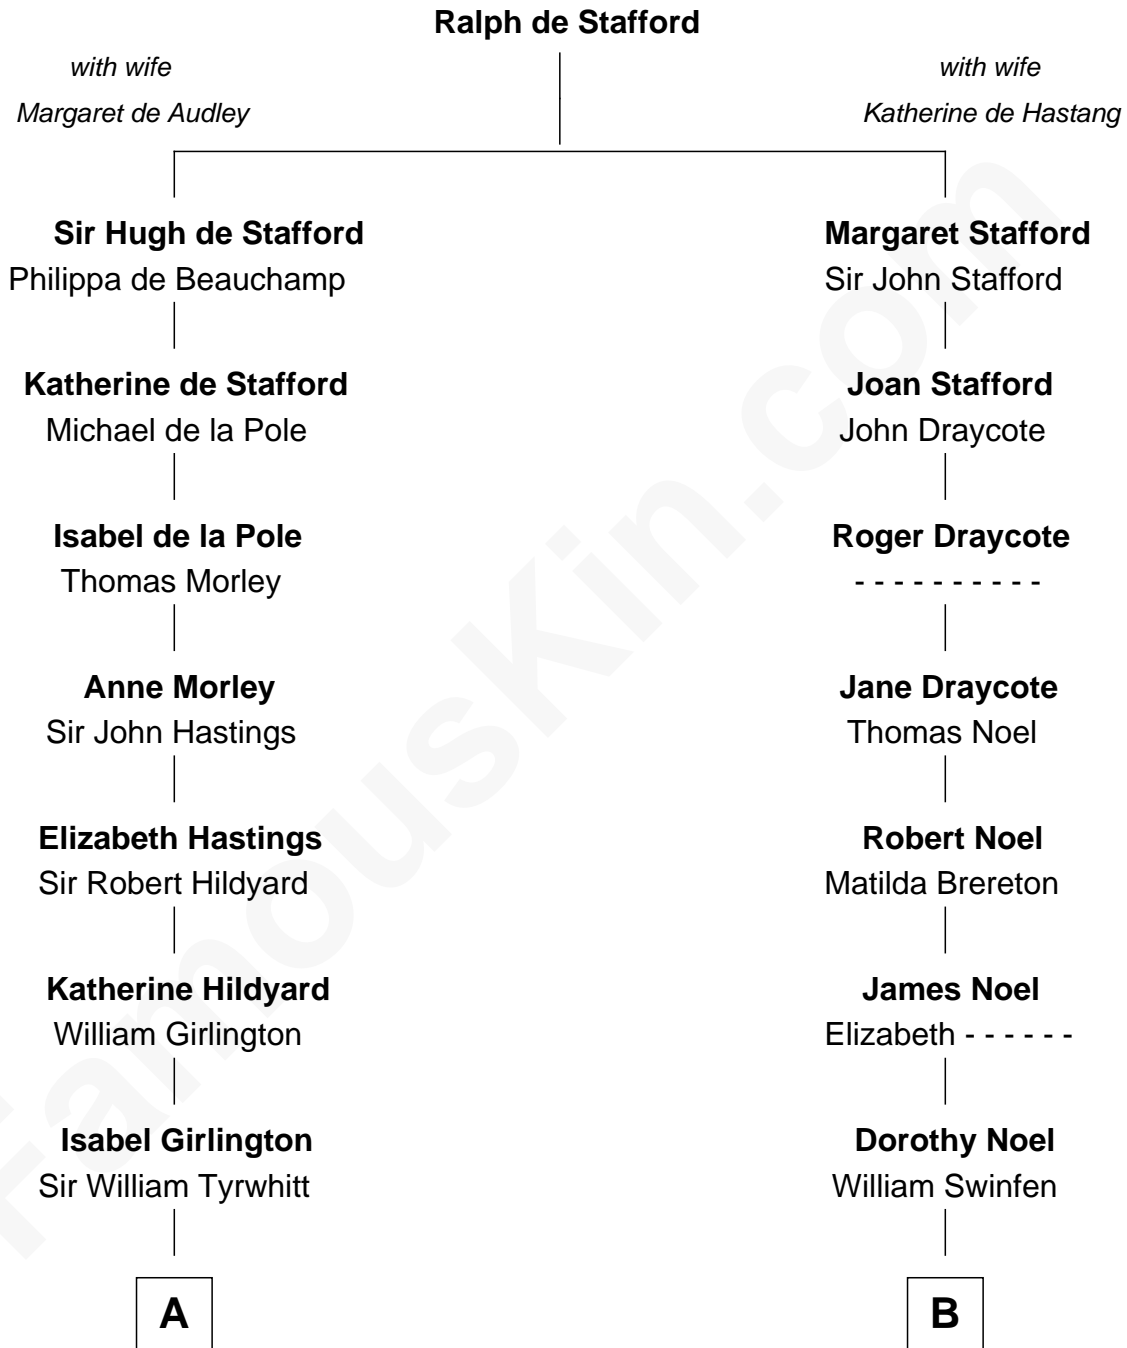 Ralph de Stafford
with wife
Margaret de Audley
with wife
Katherine de Hastang
Sir Hugh de Stafford
Philippa de Beauchamp
Margaret Stafford
Sir John Stafford
Katherine de Stafford
Michael de la Pole
Joan Stafford
John Draycote
Isabel de la Pole
Thomas Morley
Roger Draycote
- - - - - - - - - -
Anne Morley
Sir John Hastings
Jane Draycote
Thomas Noel
Elizabeth Hastings
Sir Robert Hildyard
Robert Noel
Matilda Brereton
Katherine Hildyard
William Girlington
James Noel
Elizabeth - - - - - -
Isabel Girlington
Sir William Tyrwhitt
Dorothy Noel
William Swinfen
A
B
FamousKin.com